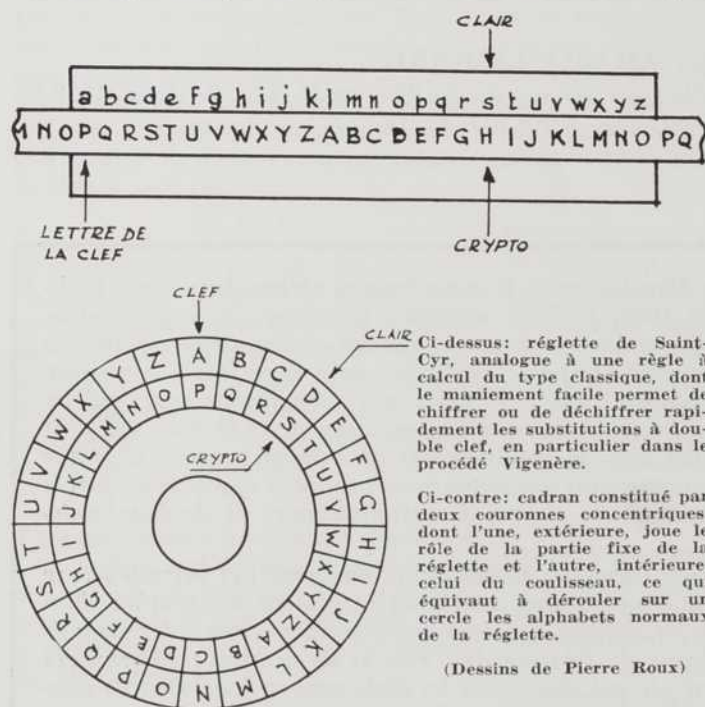 CLAIR
a b c d e f g h i j k l m n o p q r s t u v w x y z
M N O P Q R S T U V W X Y Z A B C D E F G H I J K L M N O P Q
LETTRE DE
LA CLEF
CRYPTO
CLEF
CLAIR
A B C D E F G H I J K L M N O P Q R S T U V W X Y Z
P Q R S T U V W X Y Z A B C D E F G H I J K L M N O
CRYPTO
Ci-dessus: réglette de Saint-
Cyr, analogue à une règle à
calcul du type classique, dont
le maniement facile permet de
chiffrer ou de déchiffrer rapi-
dement les substitutions à dou-
ble clef, en particulier dans le
procédé Vigenère.
Ci-contre: cadran constitué par
deux couronnes concentriques
dont l'une, extérieure, joue le
rôle de la partie fixe de la
réglette et l'autre, intérieure
celui du coulisseau, ce qu
équivaut à dérouler sur un
cercle les alphabets normaux
de la réglette.
(Dessins de Pierre Roux)